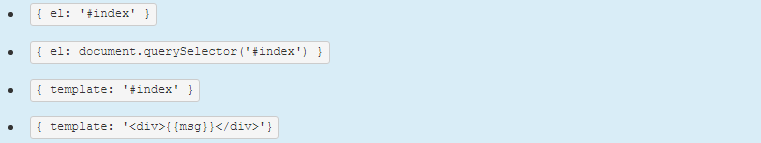 { el: '#index' }
{ el: document.querySelector('#index') }
{ template: '#index' }
{ template: '<div>{{msg}}</div>'}